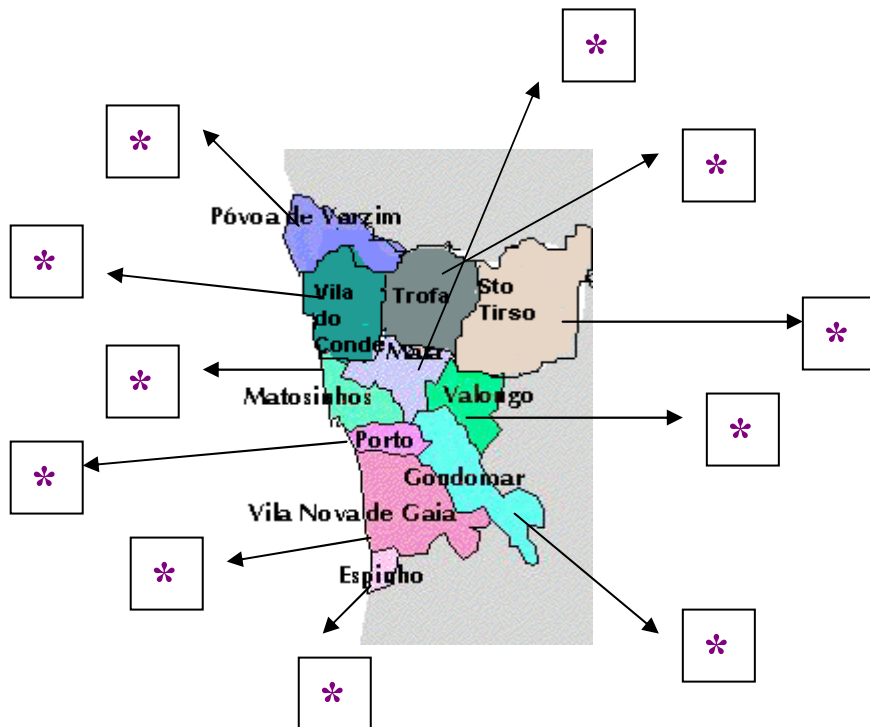 *
*
*
Póvoa de Varzim
*
Vila
do
Conde
Trofa
Sto
Tirso
*
Maia
*
Matosinhos
Valongo
*
Porto
*
Gondomar
Vila Nova de Gaia
*
Espinho
*
*